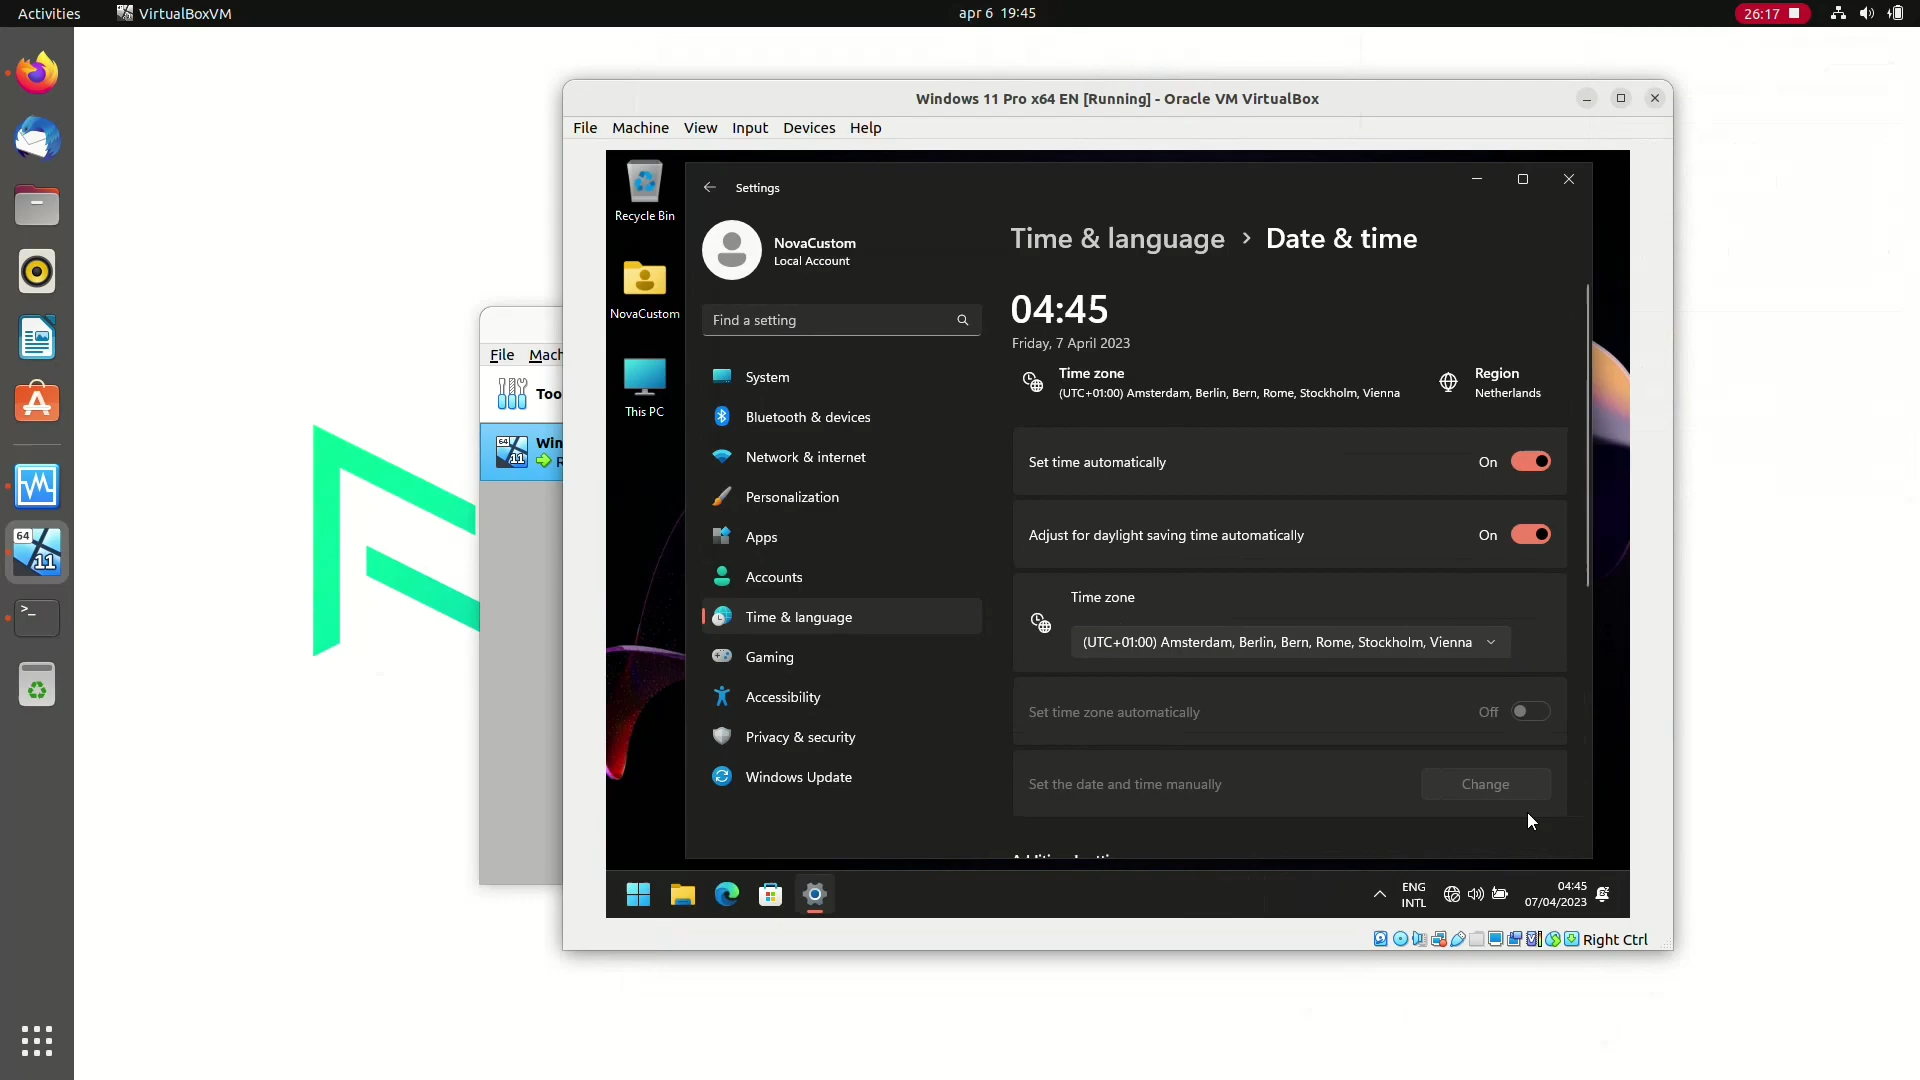 Activities
VirtualBoxVM
apr 6 19:45
26:17
Windows 11 Pro x64 EN [Running] - Oracle VM VirtualBox
File Machine View Input Devices Help
File Mach
Too
64
11
Win
R
64
11
>_
Recycle Bin
NovaCustom
This PC
Settings
NovaCustom
Local Account
Find a setting
System
Bluetooth & devices
Network & internet
Personalization
Apps
Accounts
Time & language
Gaming
Accessibility
Privacy & security
Windows Update
Time & language > Date & time
04:45
Friday, 7 April 2023
Time zone
(UTC+01:00) Amsterdam, Berlin, Bern, Rome, Stockholm, Vienna
Region
Netherlands
Set time automatically On
Adjust for daylight saving time automatically On
Time zone
(UTC+01:00) Amsterdam, Berlin, Bern, Rome, Stockholm, Vienna
Set time zone automatically Off
Set the date and time manually Change
ENG
INTL
04:45
07/04/2023
Right Ctrl